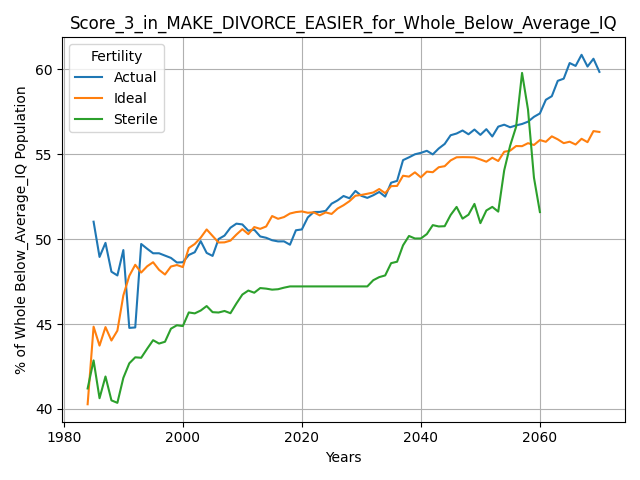 Score_3_in_MAKE_DIVORCE_EASIER_for_Whole_Below_Average_IQ
Fertility
Actual
Ideal
Sterile
% of Whole Below_Average_IQ Population
60
55
50
45
40
1980
2000
2020
2040
2060
Years